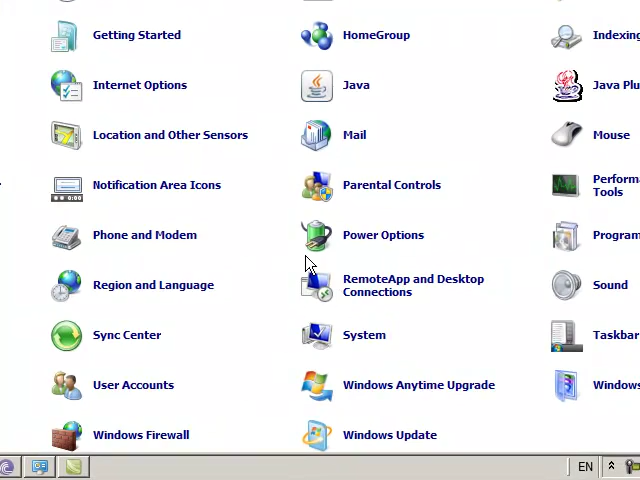 Getting Started
HomeGroup
Indexing
Internet Options
Java
Java Plu
Location and Other Sensors
Mail
Mouse
Notification Area Icons
Parental Controls
Performa
Tools
Phone and Modem
Power Options
Program
Region and Language
RemoteApp and Desktop
Connections
Sound
Sync Center
System
Taskbar
User Accounts
Windows Anytime Upgrade
Windows
Windows Firewall
Windows Update
EN